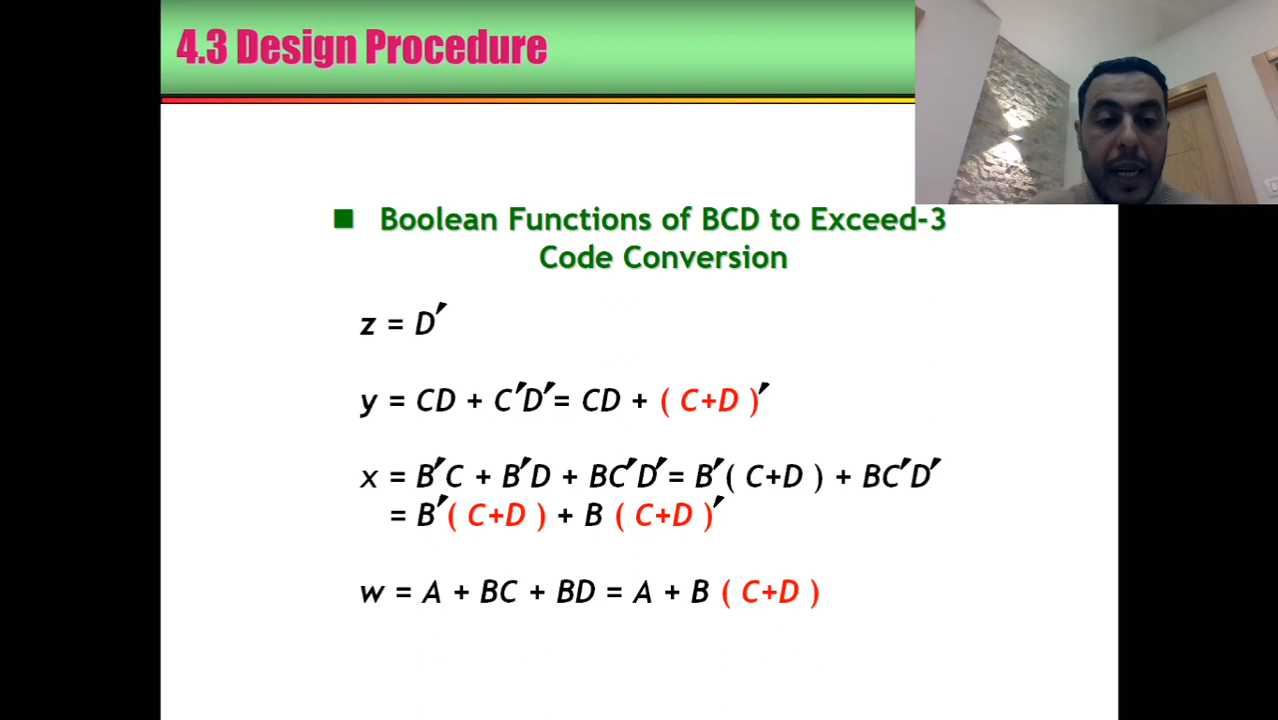 4.3 Design Procedure
■ Boolean Functions of BCD to Exceed-3
Code Conversion
z = D′
y = CD + C′D′= CD + ( C+D )′
x = B′C + B′D + BC′D′= B′( C+D ) + BC′D′
= B′( C+D ) + B ( C+D )′
w = A + BC + BD = A + B ( C+D )